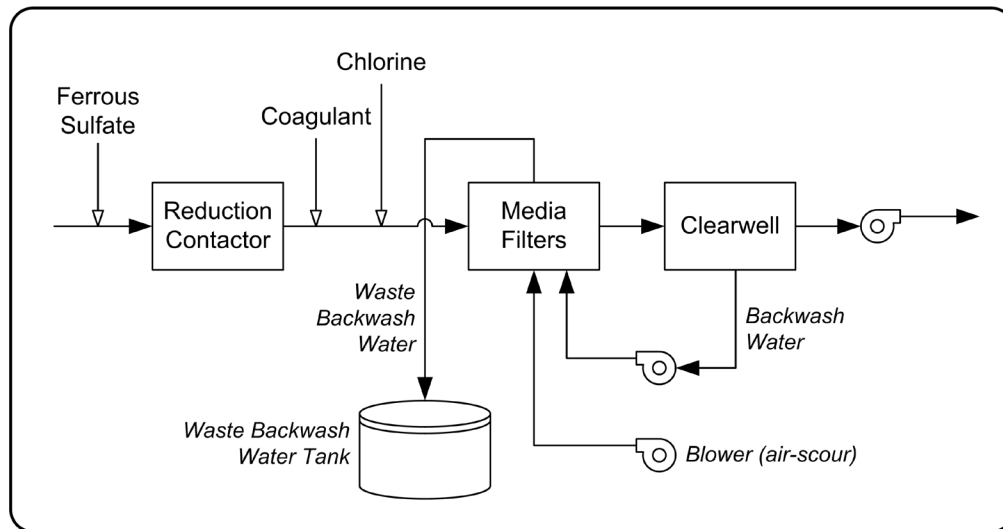 Chlorine
Ferrous
Sulfate
Coagulant
Reduction
Contactor
Media
Filters
Clearwell
Waste
Backwash
Water
Backwash
Water
Waste Backwash
Water Tank
Blower (air-scour)